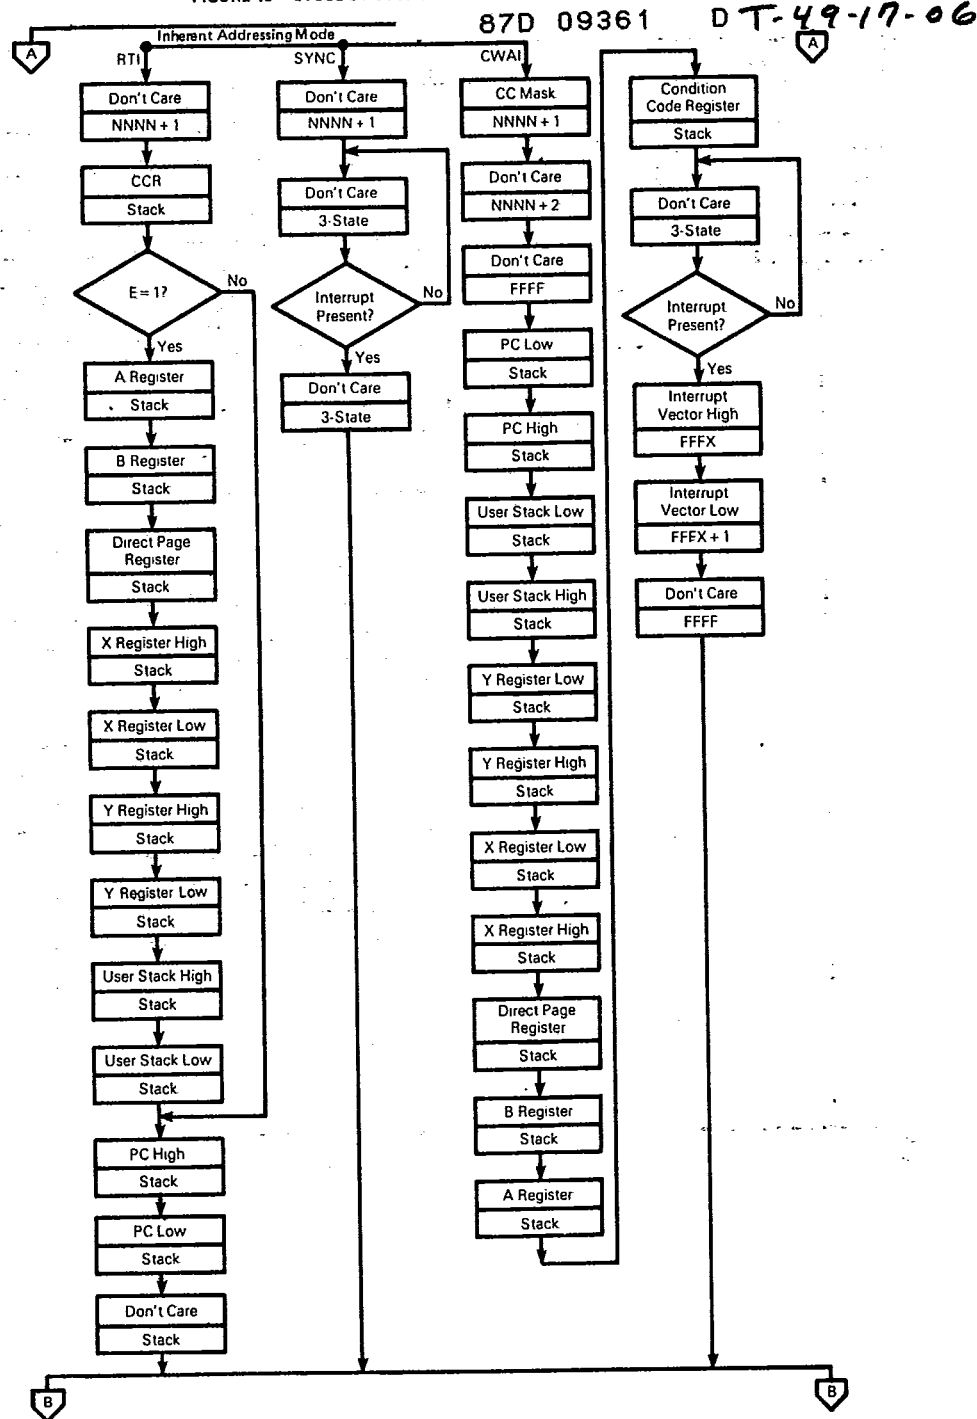 87D 09361 D T-49-17-06
Inherent Addressing Mode
A
A
RTI
SYNC
CWAI
Don't Care
NNNN + 1
CCR
Stack
E = 1?
No
Yes
A Register
Stack
B Register
Stack
Direct Page
Register
Stack
X Register High
Stack
X Register Low
Stack
Y Register High
Stack
Y Register Low
Stack
User Stack High
Stack
User Stack Low
Stack
PC High
Stack
PC Low
Stack
Don't Care
Stack
Don't Care
NNNN + 1
Don't Care
3-State
Interrupt
Present?
No
Yes
Don't Care
3-State
CC Mask
NNNN + 1
Don't Care
NNNN + 2
Don't Care
FFFF
PC Low
Stack
PC High
Stack
User Stack Low
Stack
User Stack High
Stack
Y Register Low
Stack
Y Register High
Stack
X Register Low
Stack
X Register High
Stack
Direct Page
Register
Stack
B Register
Stack
A Register
Stack
Condition
Code Register
Stack
Don't Care
3-State
Interrupt
Present?
No
Yes
Interrupt
Vector High
FFFX
Interrupt
Vector Low
FFFX + 1
Don't Care
FFFF
B
B